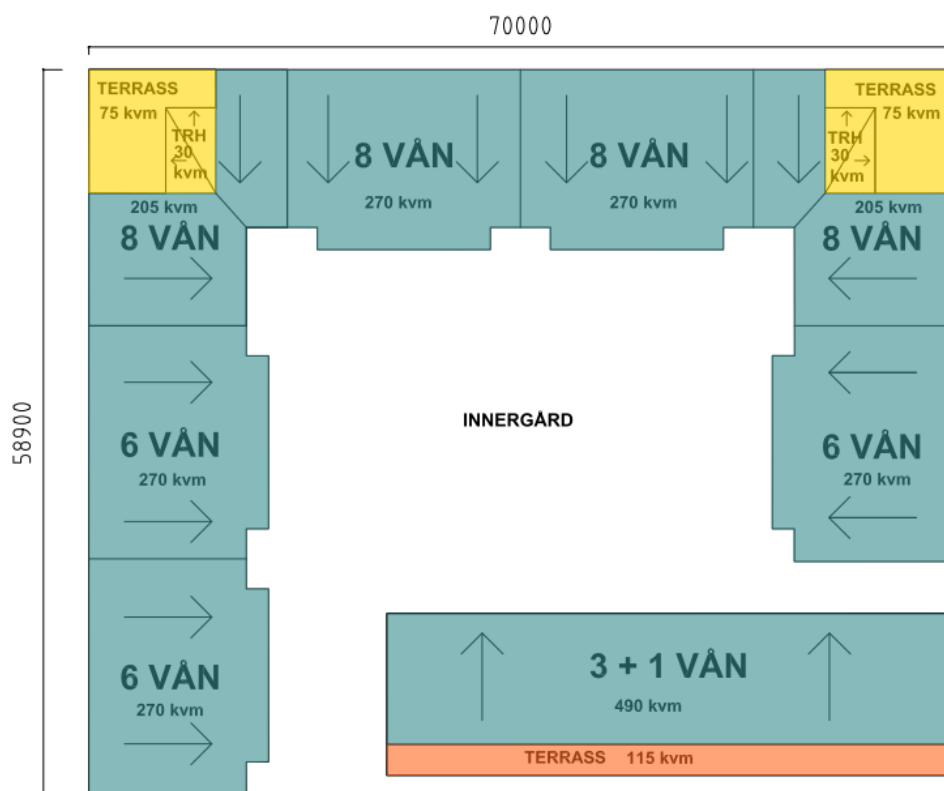 70000
58900
TERRASS
75 kvm
TRH
30
kvm
205 kvm
8 VÅN
8 VÅN
270 kvm
8 VÅN
270 kvm
TERRASS
75 kvm
TRH
30
kvm
205 kvm
8 VÅN
6 VÅN
270 kvm
INNERGÅRD
6 VÅN
270 kvm
6 VÅN
270 kvm
3 + 1 VÅN
490 kvm
TERRASS 115 kvm